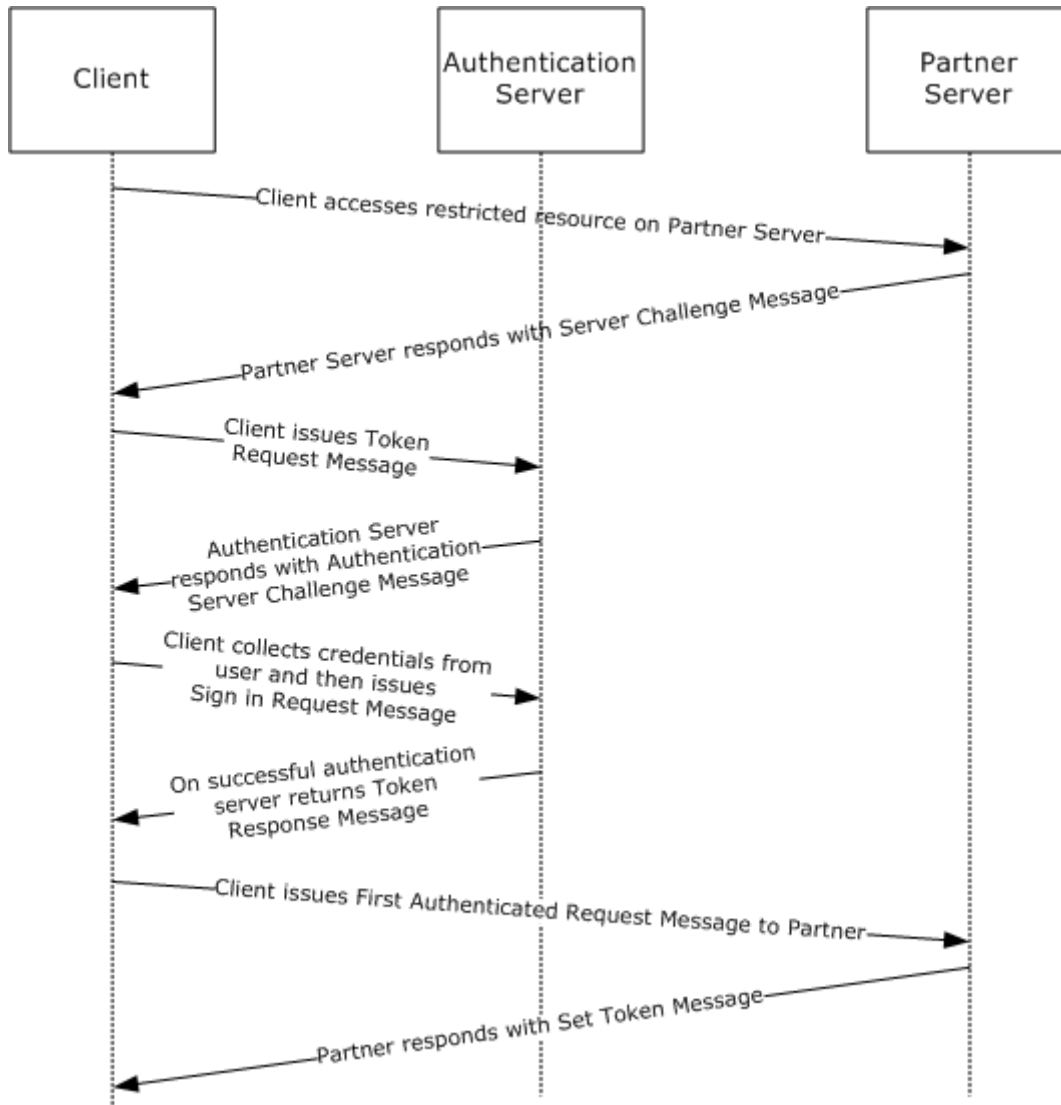 Client
Authentication
Server
Partner
Server
Client accesses restricted resource on Partner Server
Partner Server responds with Server Challenge Message
Client issues Token
Request Message
Authentication Server
responds with Authentication
Server Challenge Message
Client collects credentials from
user and then issues
Sign in Request Message
On successful authentication
server returns Token
Response Message
Client issues First Authenticated Request Message to Partner
Partner responds with Set Token Message